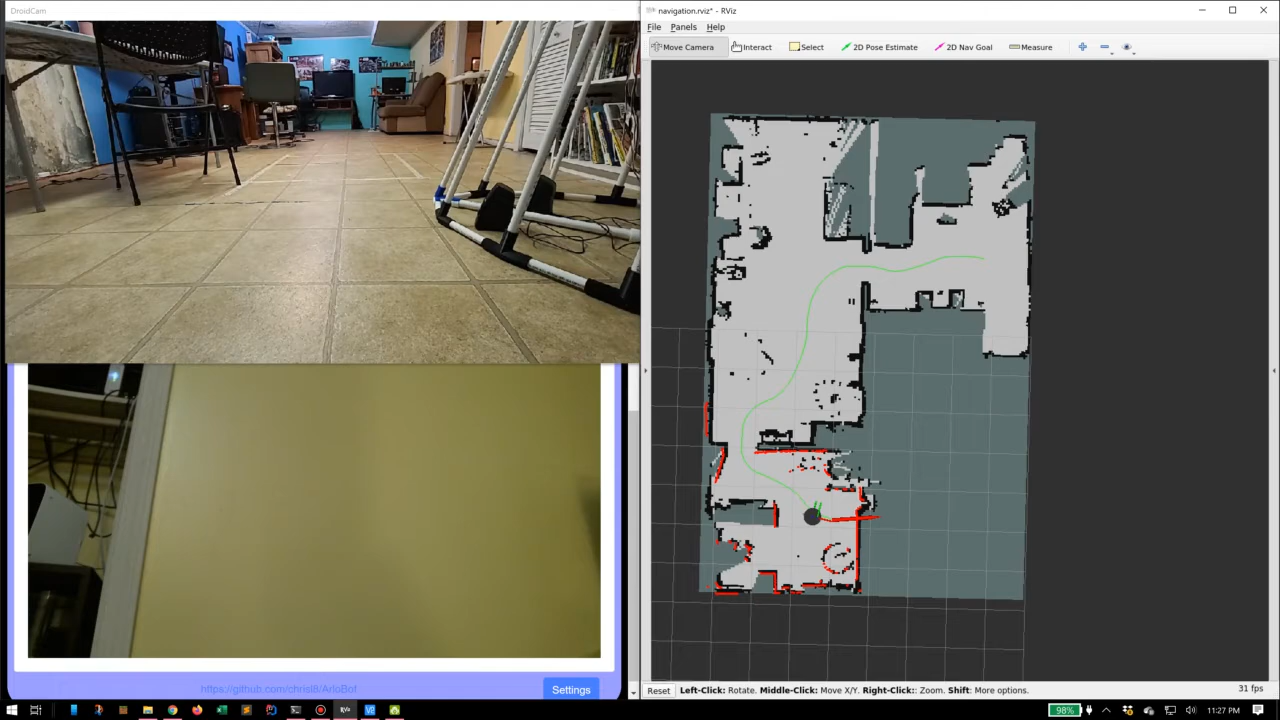 DroidCam
navigation.rviz* - RViz
File Panels Help
Move Camera Interact Select 2D Pose Estimate 2D Nav Goal Measure
https://github.com/chrisl8/ArloBot
Settings
Reset Left-Click: Rotate. Middle-Click: Move X/Y. Right-Click:: Zoom. Shift: More options. 31 fps
98% 11:27 PM